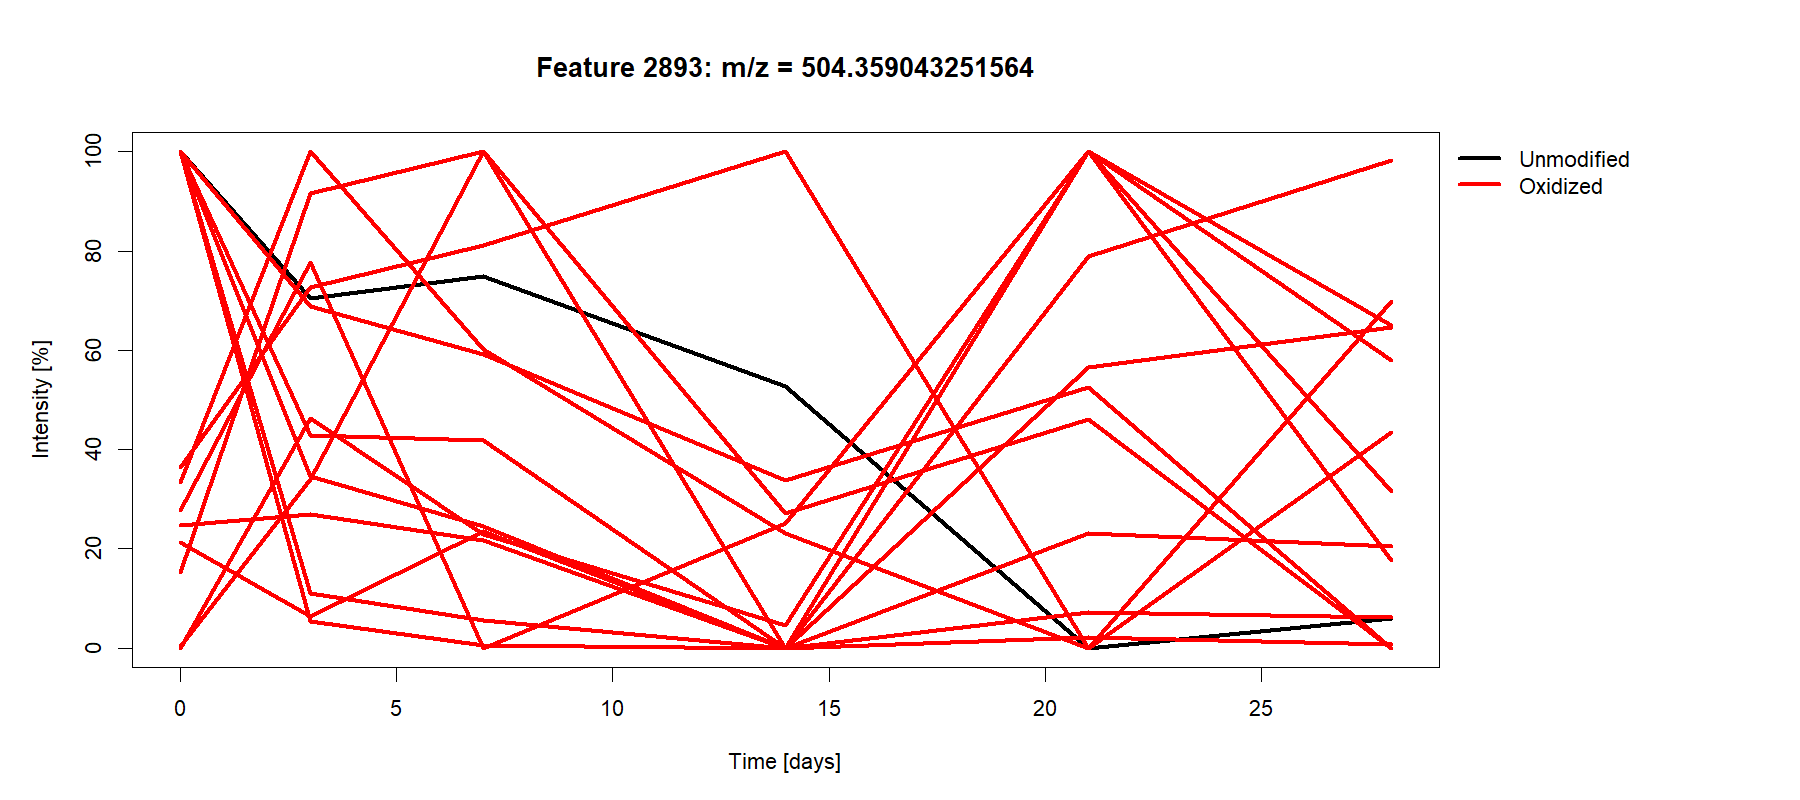 Feature 2893: m/z = 504.359043251564
Unmodified
Oxidized
Intensity [%]
100
80
60
40
20
0
0 5 10 15 20 25
Time [days]